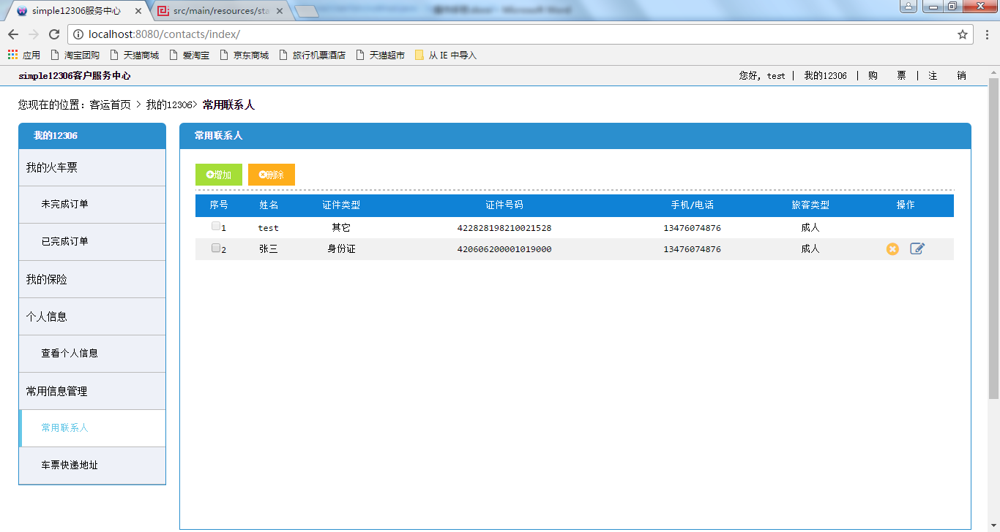 simple12306服务中心
src/main/resources/sta
localhost:8080/contacts/index/
应用 淘宝团购 天猫商城 爱淘宝 京东商城 旅行机票酒店 天猫超市 从 IE 中导入
simple12306客户服务中心
您好, test | 我的12306 | 购 票 | 注 销
您现在的位置：客运首页 > 我的12306> 常用联系人
我的12306
我的火车票
未完成订单
已完成订单
我的保险
个人信息
查看个人信息
常用信息管理
常用联系人
车票快递地址
常用联系人
增加 删除
序号 姓名 证件类型 证件号码 手机/电话 旅客类型 操作
1 test 其它 422828198210021528 13476074876 成人
2 张三 身份证 420606200001019000 13476074876 成人